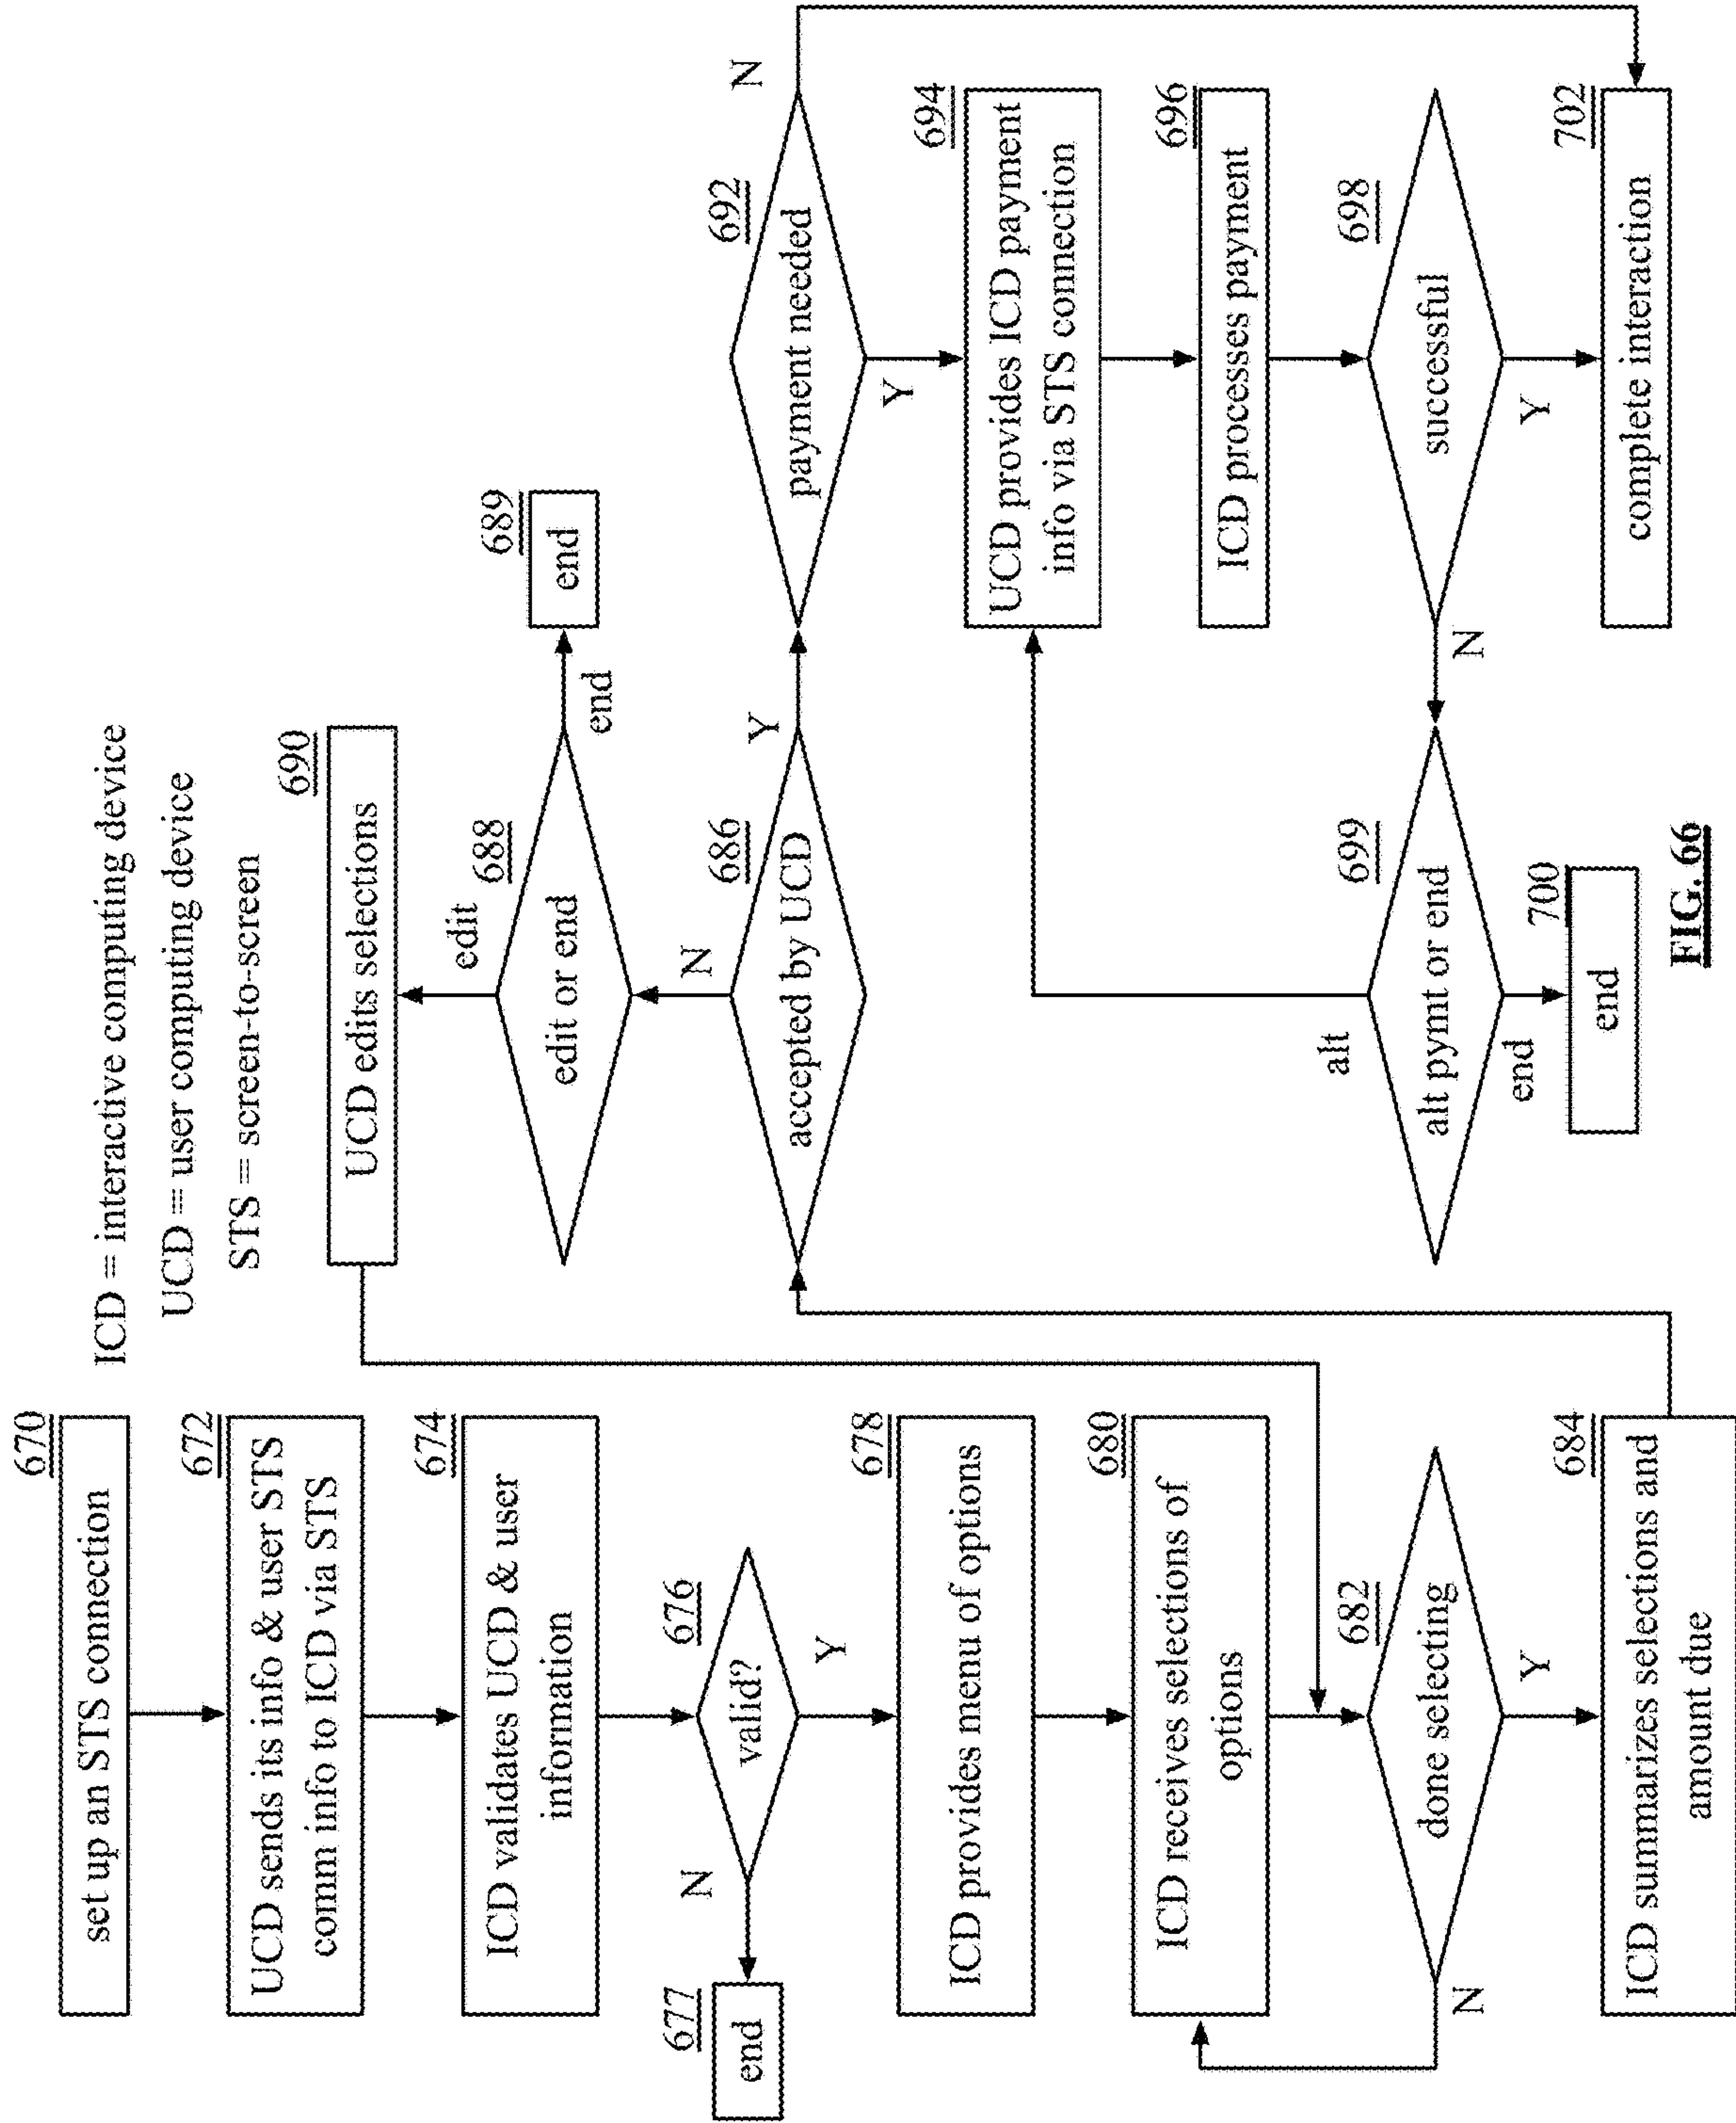 ICD = interactive computing device
UCD = user computing device
STS = screen-to-screen
670
set up an STS connection
672
UCD sends its info & user STS
comm info to ICD via STS
674
ICD validates UCD & user
information
676
valid?
N
Y
677
end
678
ICD provides menu of options
680
ICD receives selections of
options
682
done selecting
N
Y
684
ICD summarizes selections and
amount due
690
UCD edits selections
edit
688
edit or end
end
689
end
N
686
accepted by UCD
Y
692
payment needed
N
Y
694
UCD provides ICD payment
info via STS connection
696
ICD processes payment
698
successful
N
Y
alt
699
alt pymt or end
end
700
end
702
complete interaction
FIG. 66